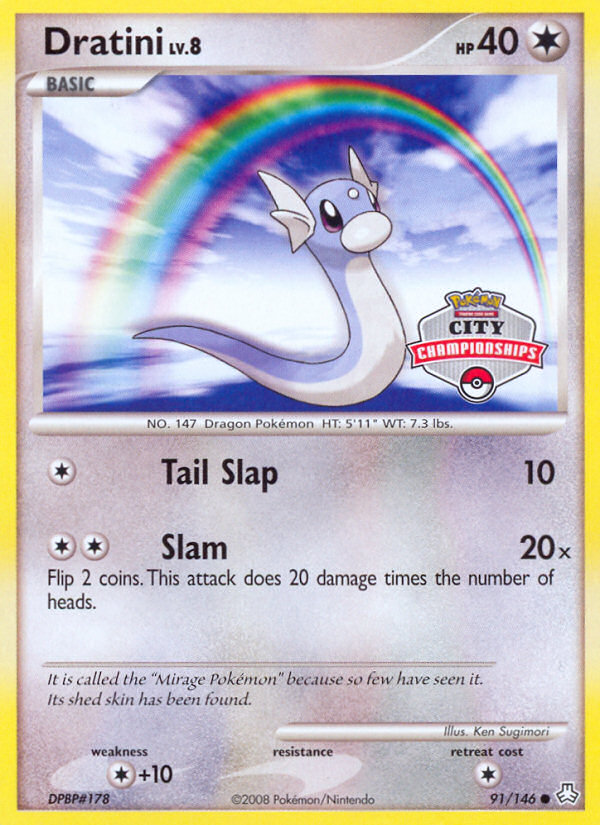 Dratini LV.8 HP 40
BASIC
POKéMON
TRADING CARD GAME
CITY
CHAMPIONSHIPS
NO. 147 Dragon Pokémon HT: 5'11" WT: 7.3 lbs.
Tail Slap 10
Slam 20x
Flip 2 coins. This attack does 20 damage times the number of
heads.
It is called the “Mirage Pokémon” because so few have seen it.
Its shed skin has been found.
Illus. Ken Sugimori
weakness resistance retreat cost
+10
DPBP#178 ©2008 Pokémon/Nintendo 91/146